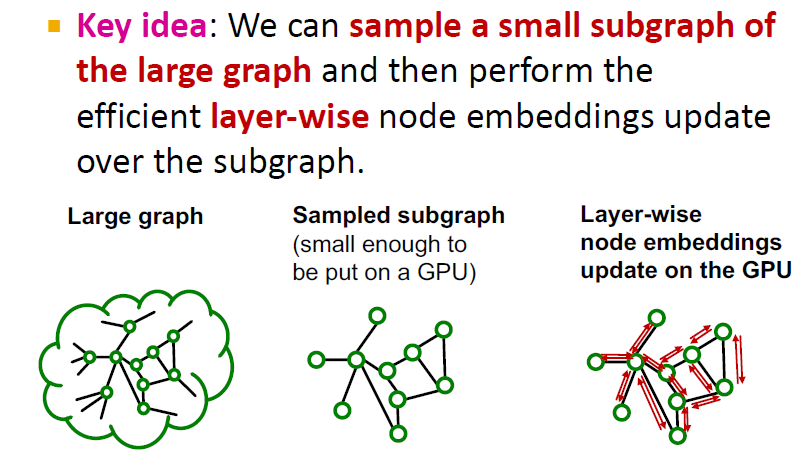 Key idea: We can sample a small subgraph of
the large graph and then perform the
efficient layer-wise node embeddings update
over the subgraph.
Large graph
Sampled subgraph
(small enough to
be put on a GPU)
Layer-wise
node embeddings
update on the GPU